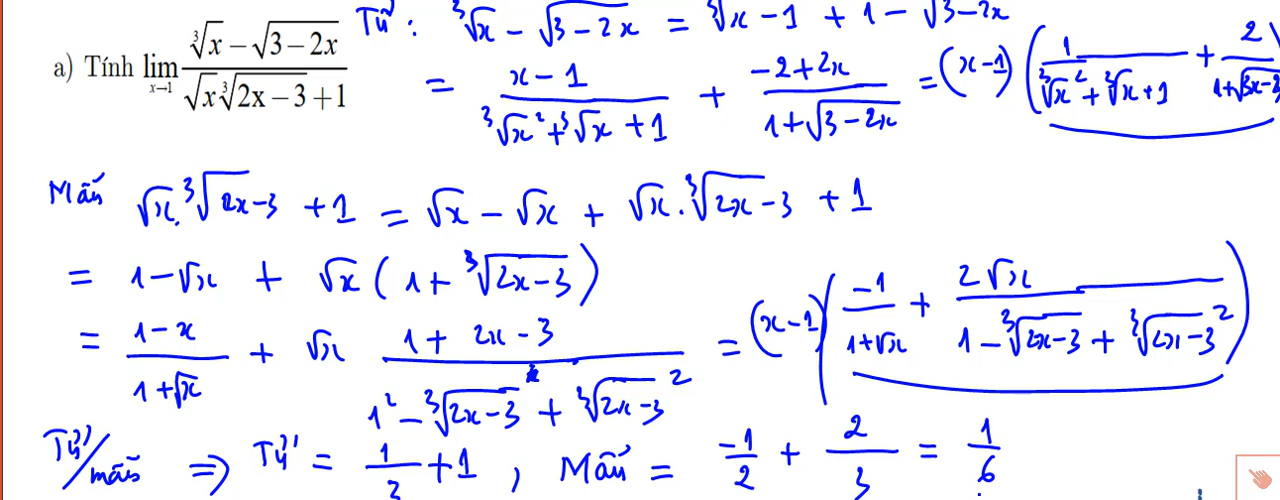 Tử : ∛x − √(3−2x) = ∛x − 1 + 1 − √(3−2x)
a) Tính lim_{x→1} (∛x − √(3−2x)) / (√x ∛(2x−3) + 1)
= (x−1)/(∛x² + ∛x + 1) + (−2+2x)/(1+√(3−2x)) = (x−1)(1/(∛x² + ∛x + 1) + 2/(1+√(3x−3
Mẫu √x.∛(2x−3) + 1 = √x − √x + √x.∛(2x−3) + 1
= 1−√x + √x(1+∛(2x−3))
= (1−x)/(1+√x) + √x (1+2x−3)/(1²−∛(2x−3)+∛(2x−3)²) = (x−1)(−1/(1+√x) + 2√x/(1−∛(2x−3)+∛(2x−3)²))
Tử/mẫu ⇒ Tử = 1/3 + 1 , Mẫu = −1/2 + 2/3 = 1/6